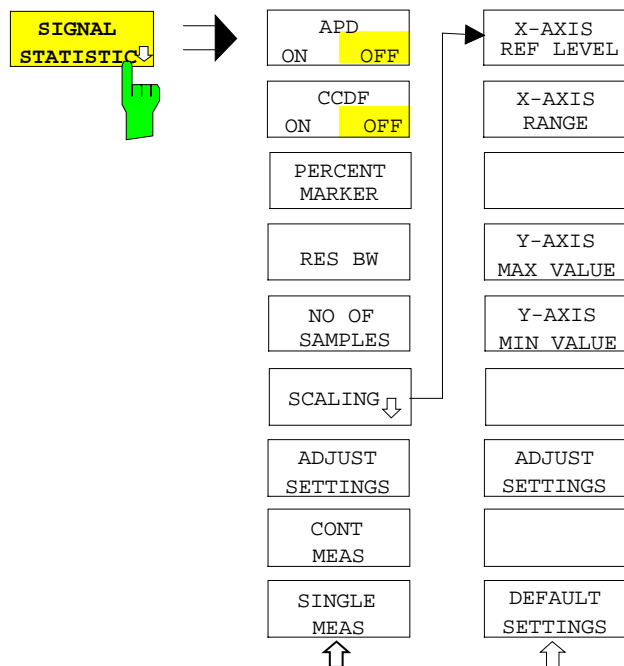 SIGNAL
STATISTIC
APD
ON OFF
CCDF
ON OFF
PERCENT
MARKER
RES BW
NO OF
SAMPLES
SCALING
ADJUST
SETTINGS
CONT
MEAS
SINGLE
MEAS
X-AXIS
REF LEVEL
X-AXIS
RANGE
Y-AXIS
MAX VALUE
Y-AXIS
MIN VALUE
ADJUST
SETTINGS
DEFAULT
SETTINGS